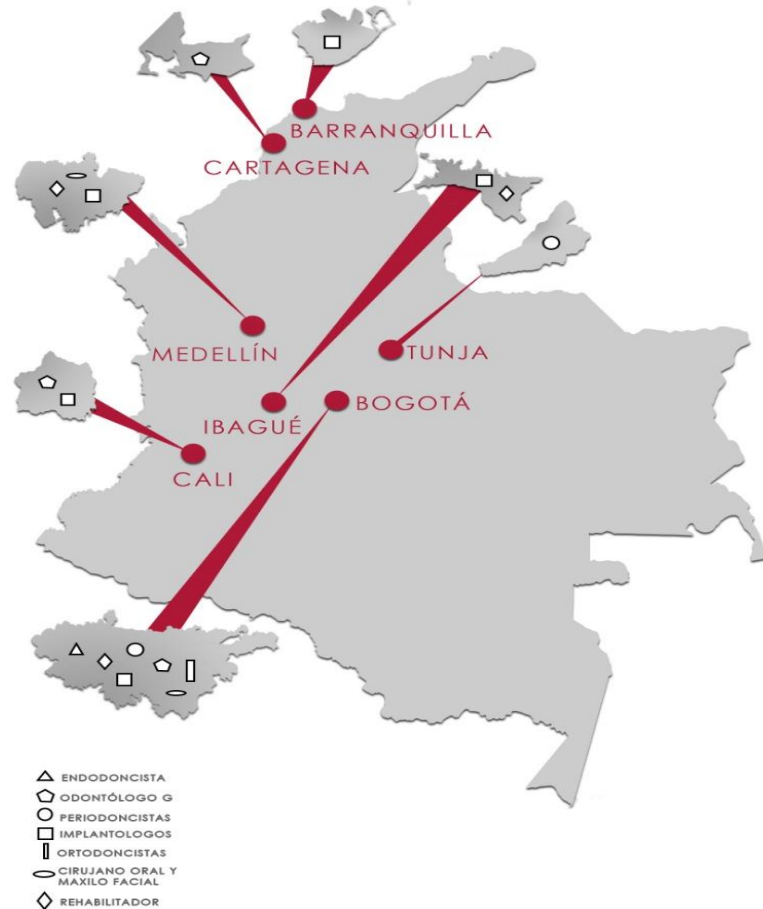 BARRANQUILLA
CARTAGENA
MEDELLÍN
TUNJA
IBAGUÉ
BOGOTÁ
CALI
ENDODONCISTA
ODONTÓLOGO G
PERIODONCISTAS
IMPLANTOLOGOS
ORTODONCISTAS
CIRUJANO ORAL Y
MAXILO FACIAL
REHABILITADOR